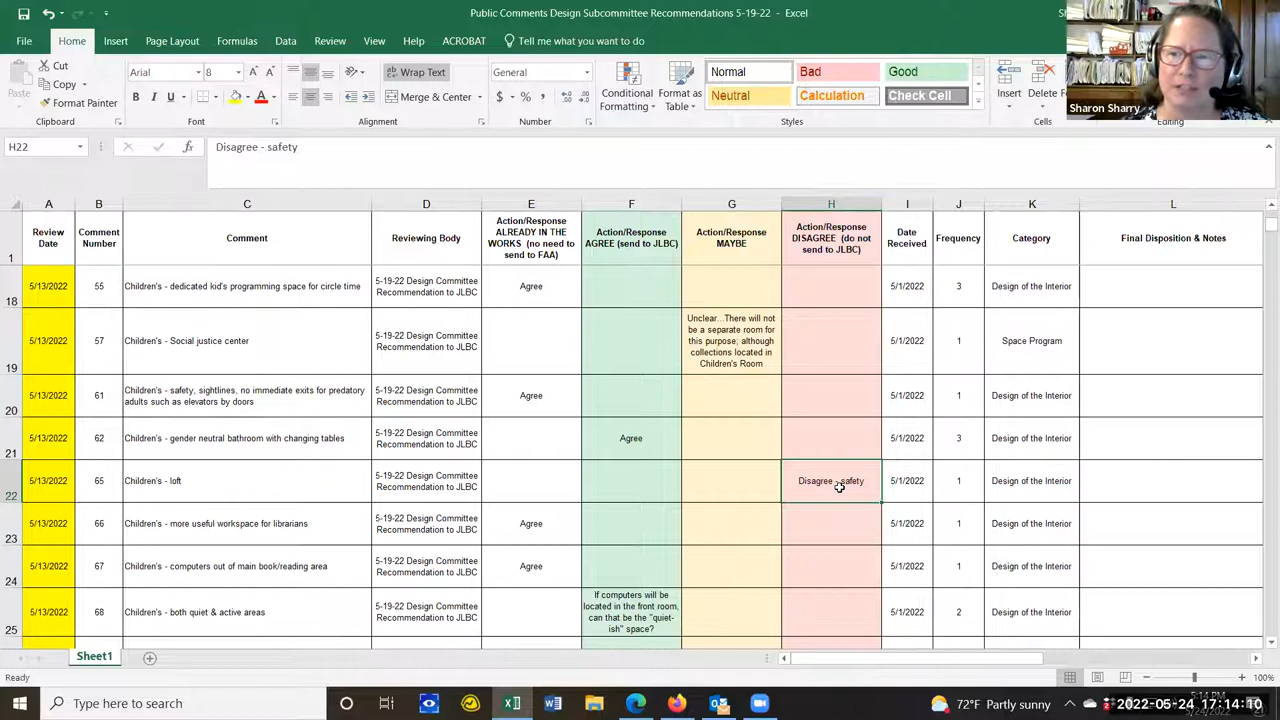 Public Comments Design Subcommittee Recommendations 5-19-22 - Excel
File Home Insert Page Layout Formulas Data Review View Help ACROBAT Tell me what you want to do
Cut
Copy
Format Painter
Paste
Clipboard
Arial 8
B I U
Font
Wrap Text
Merge & Center
Alignment
General
$ % ,
Number
Conditional Formatting
Format as Table
Normal Bad Good
Neutral Calculation Check Cell
Styles
Insert Delete
Cells
Editing
Sharon Sharry
H22 fx Disagree - safety
A B C D E F G H I J K L
1
Review Date
Comment Number
Comment
Reviewing Body
Action/Response ALREADY IN THE WORKS (no need to send to FAA)
Action/Response AGREE (send to JLBC)
Action/Response MAYBE
Action/Response DISAGREE (do not send to JLBC)
Date Received
Frequency
Category
Final Disposition & Notes
18 5/13/2022 55 Children's - dedicated kid's programming space for circle time 5-19-22 Design Committee Recommendation to JLBC Agree 5/1/2022 3 Design of the Interior
19 5/13/2022 57 Children's - Social justice center 5-19-22 Design Committee Recommendation to JLBC Unclear...There will not be a separate room for this purpose; although collections located in Children's Room 5/1/2022 1 Space Program
20 5/13/2022 61 Children's - safety, sightlines, no immediate exits for predatory adults such as elevators by doors 5-19-22 Design Committee Recommendation to JLBC Agree 5/1/2022 1 Design of the Interior
21 5/13/2022 62 Children's - gender neutral bathroom with changing tables 5-19-22 Design Committee Recommendation to JLBC Agree 5/1/2022 3 Design of the Interior
22 5/13/2022 65 Children's - loft 5-19-22 Design Committee Recommendation to JLBC Disagree - safety 5/1/2022 1 Design of the Interior
23 5/13/2022 66 Children's - more useful workspace for librarians 5-19-22 Design Committee Recommendation to JLBC Agree 5/1/2022 1 Design of the Interior
24 5/13/2022 67 Children's - computers out of main book/reading area 5-19-22 Design Committee Recommendation to JLBC Agree 5/1/2022 1 Design of the Interior
25 5/13/2022 68 Children's - both quiet & active areas 5-19-22 Design Committee Recommendation to JLBC If computers will be located in the front room, can that be the "quiet-ish" space? 5/1/2022 2 Design of the Interior
Sheet1
Ready
100%
Type here to search
72°F Partly sunny
5:14 PM
2022-05-24 17:14:10